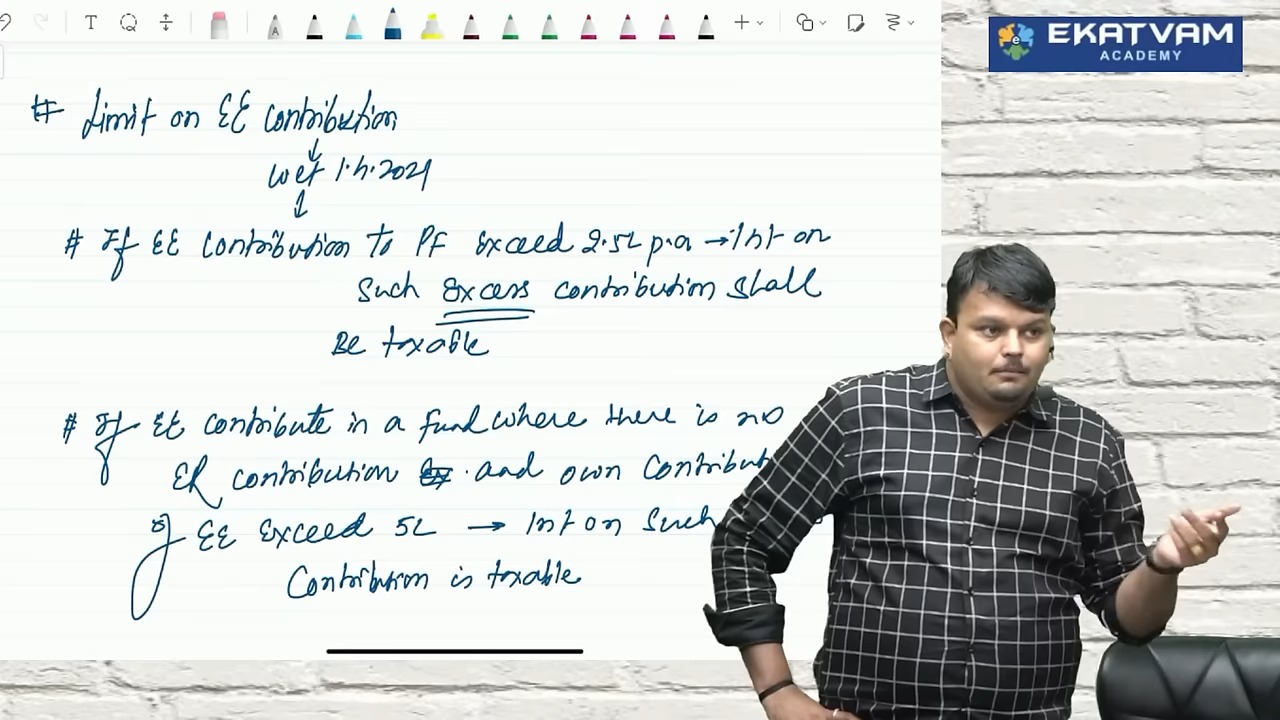 EKATVAM
ACADEMY
# Limit on EE contribution
wef 1.4.2021
# If EE contribution to PF exceed 2.5L p.a → Int on
Such Excess contribution shall
Be taxable
# If EE contribute in a fund where there is no
ER contribution and own
of EE Exceed 5L → Int on Such
Contribution is taxable